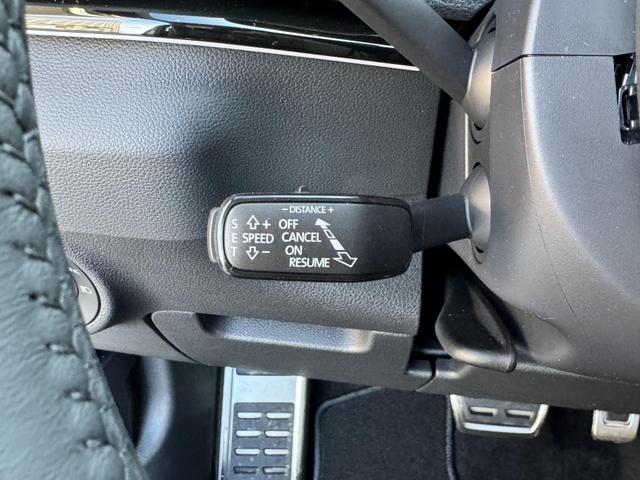 – DISTANCE +
S + OFF
E SPEED CANCEL
T – ON
RESUME